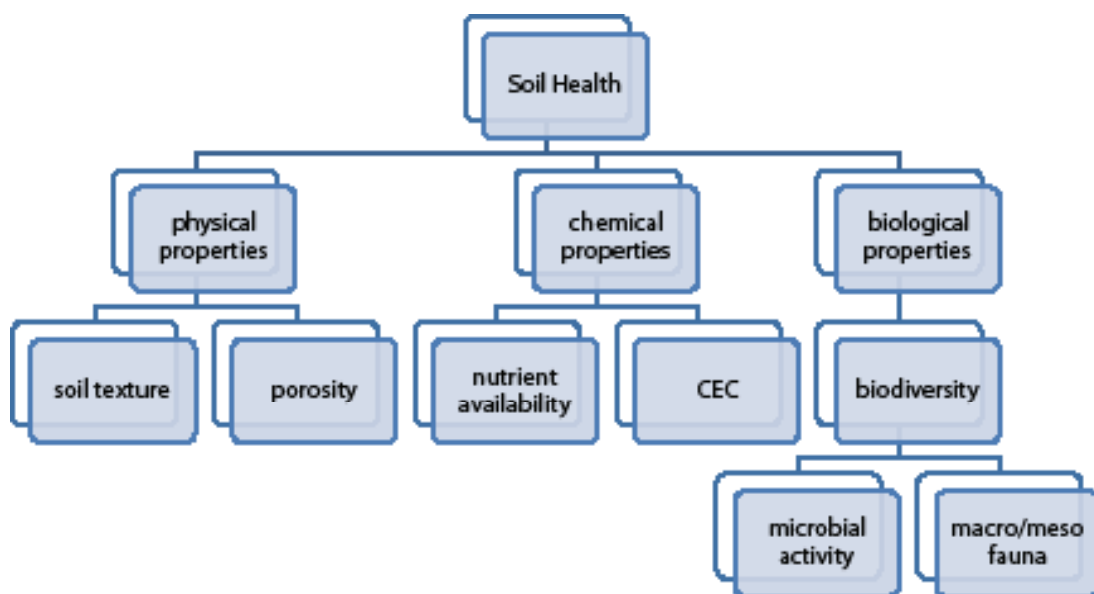 Soil Health
physical
properties
chemical
properties
biological
properties
soil texture
porosity
nutrient
availability
CEC
biodiversity
microbial
activity
macro/meso
fauna